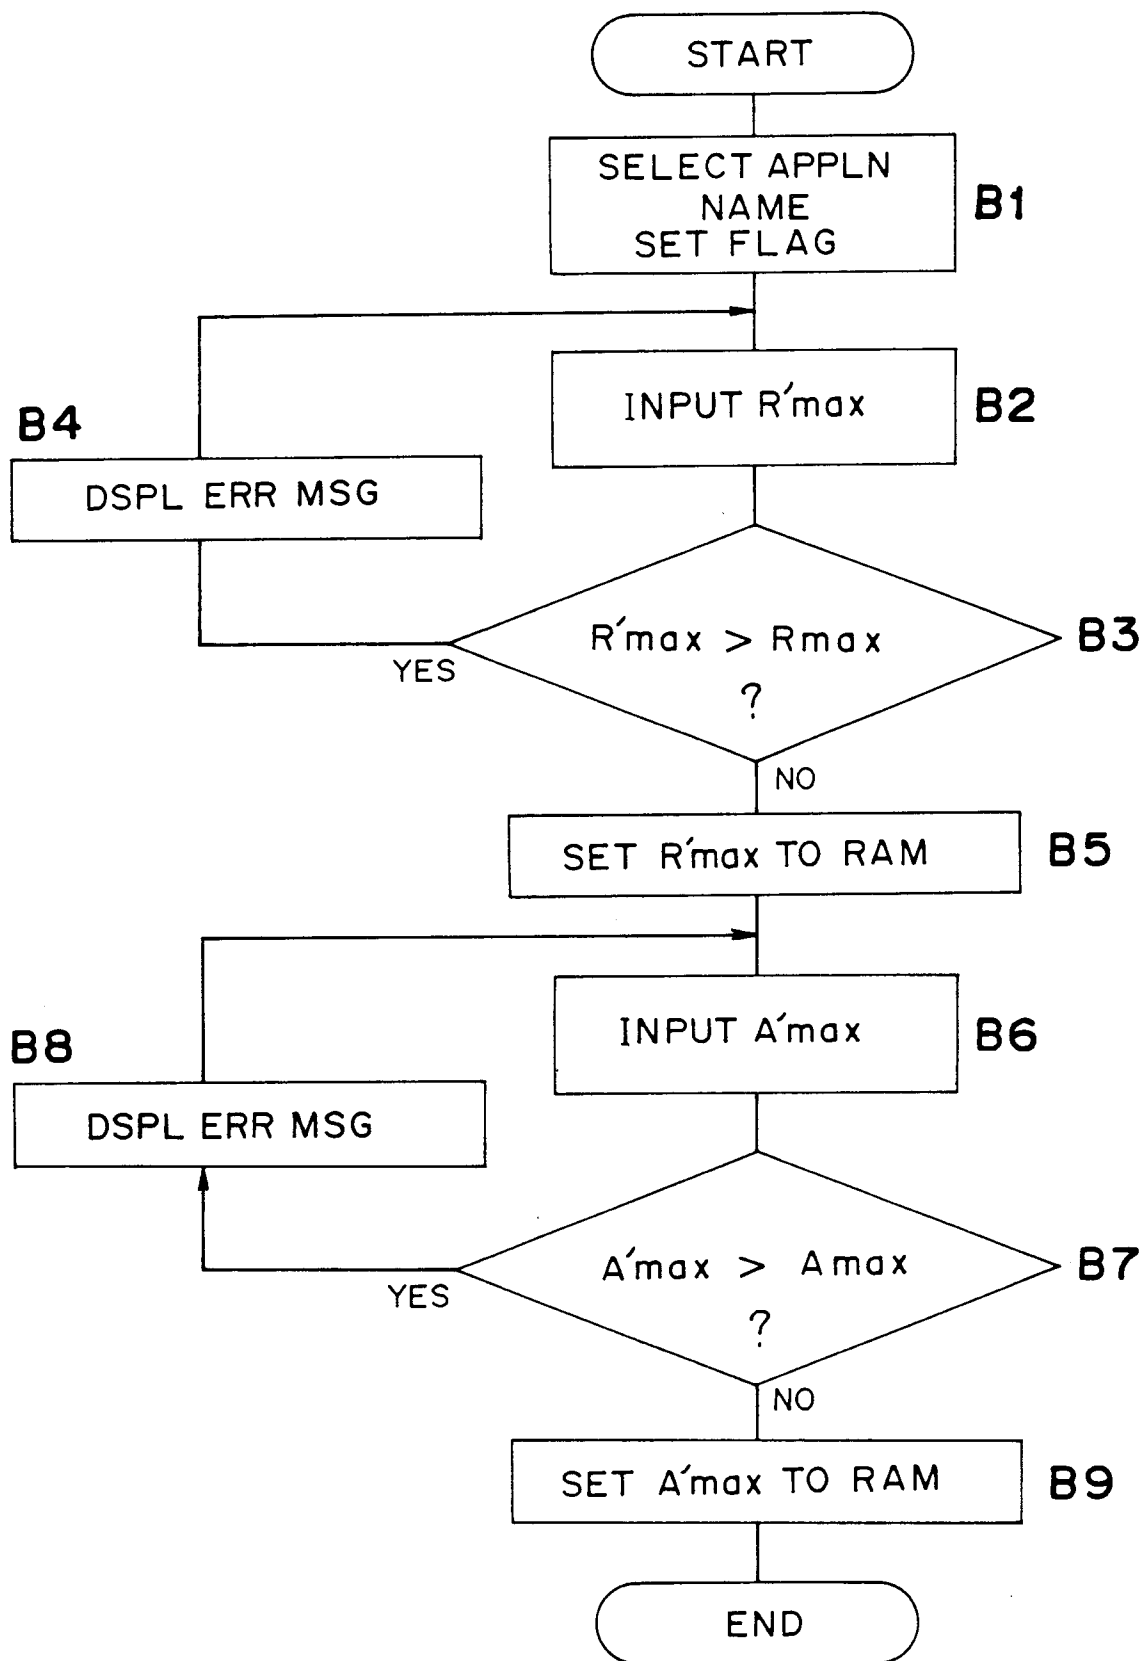 START
SELECT APPLN
NAME
SET FLAG
B1
INPUT R'max
B2
B4
DSPL ERR MSG
R'max > Rmax
?
B3
YES
NO
SET R'max TO RAM
B5
INPUT A'max
B6
B8
DSPL ERR MSG
A'max > Amax
?
B7
YES
NO
SET A'max TO RAM
B9
END